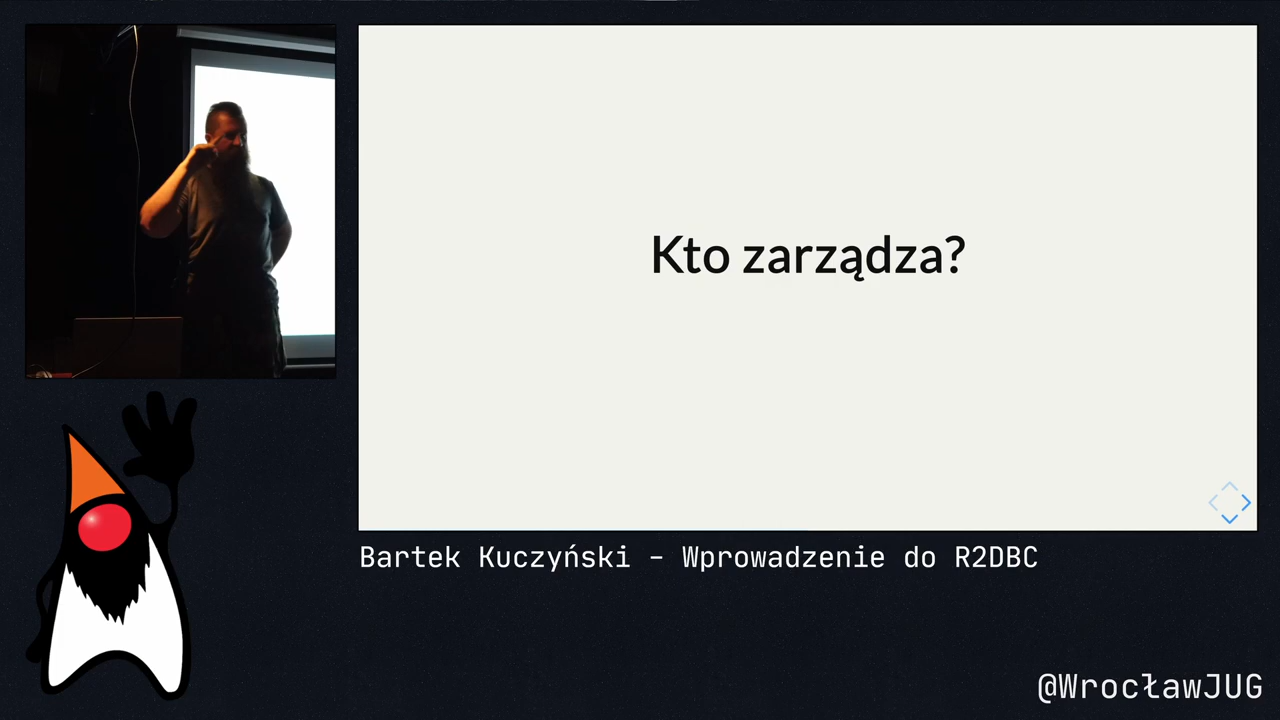 Kto zarządza?
Bartek Kuczyński – Wprowadzenie do R2DBC
@WrocławJUG